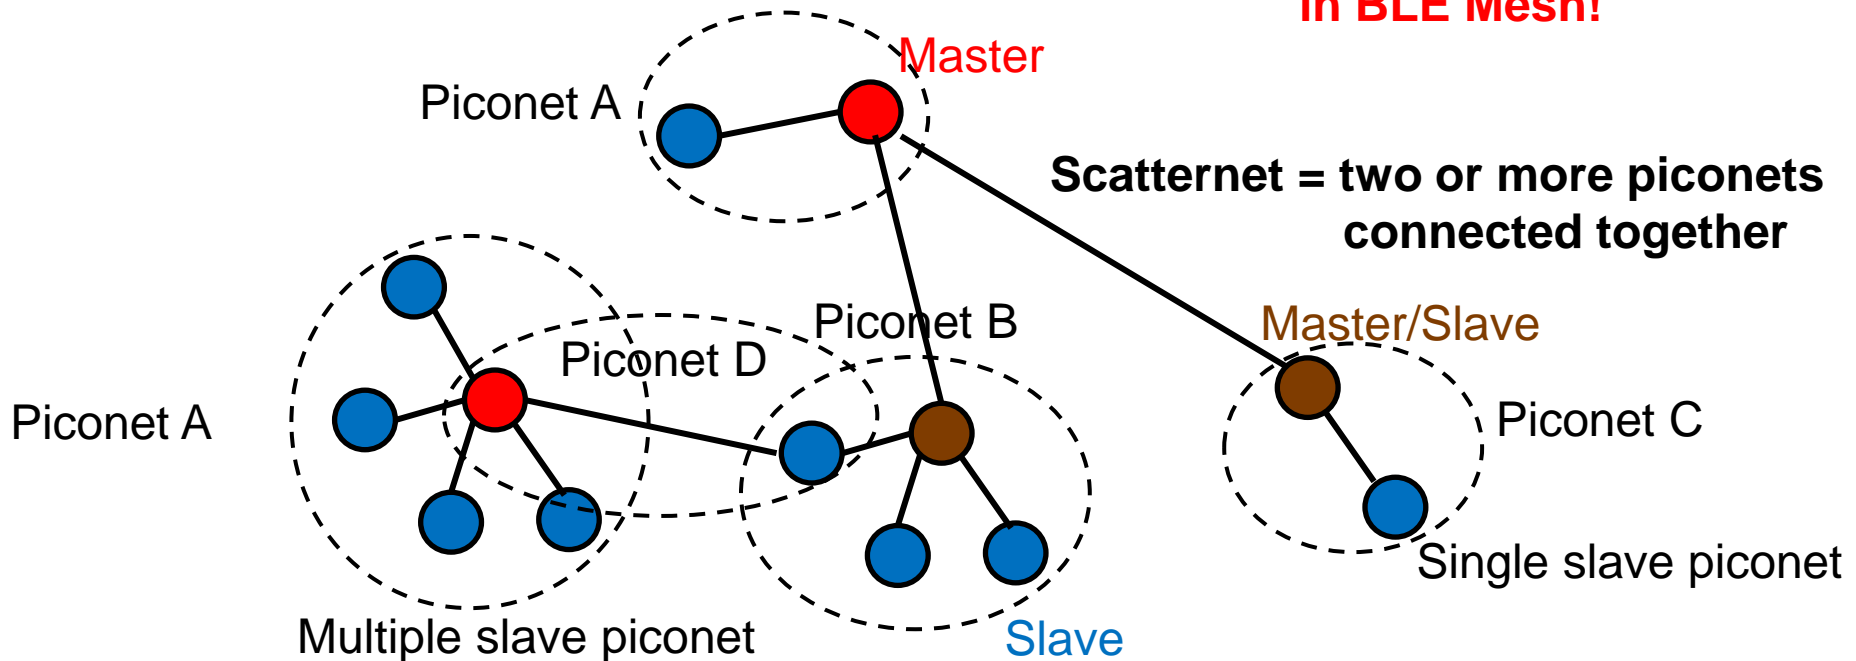 in BLE Mesh!
Master
Piconet A
Scatternet = two or more piconets
connected together
Piconet B
Master/Slave
Piconet D
Piconet A
Piconet C
Single slave piconet
Multiple slave piconet
Slave